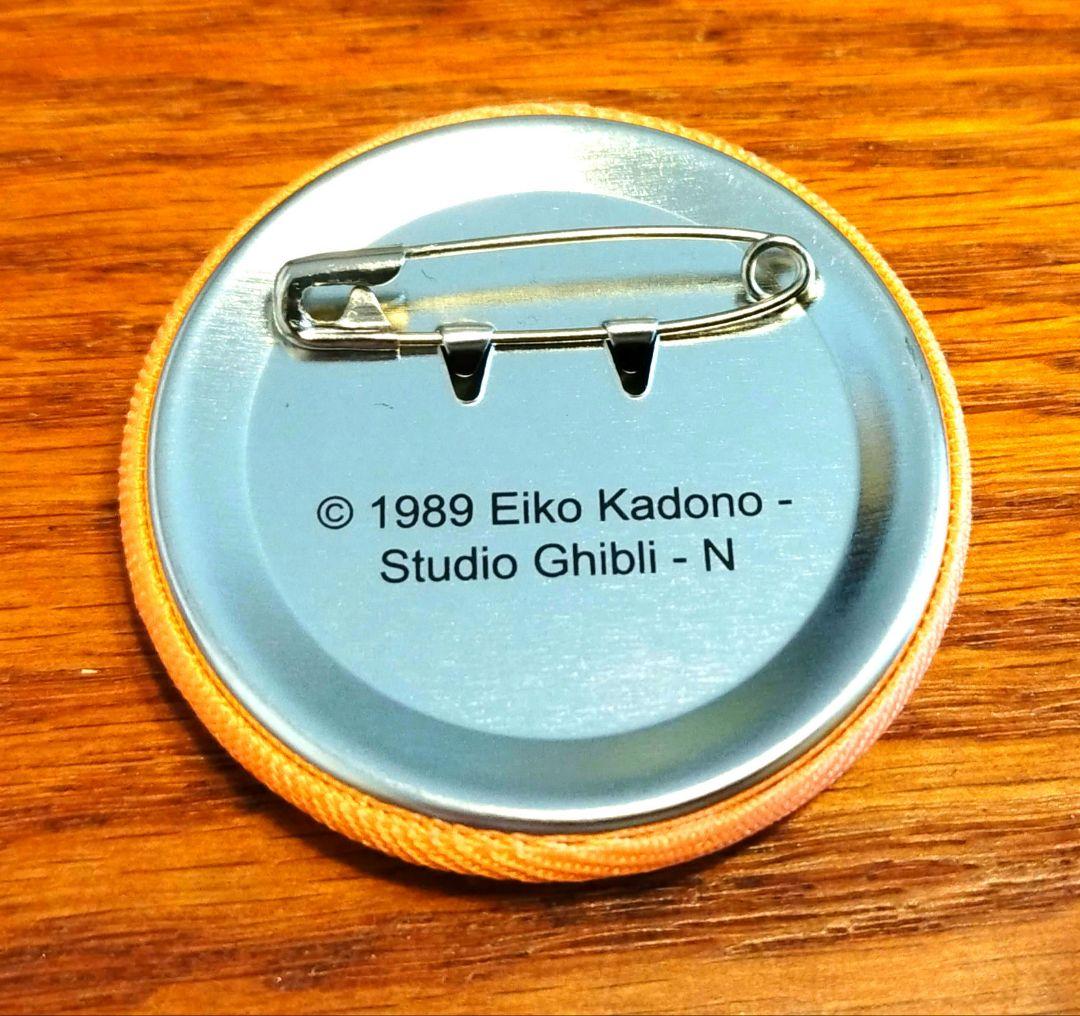 © 1989 Eiko Kadono -
Studio Ghibli - N